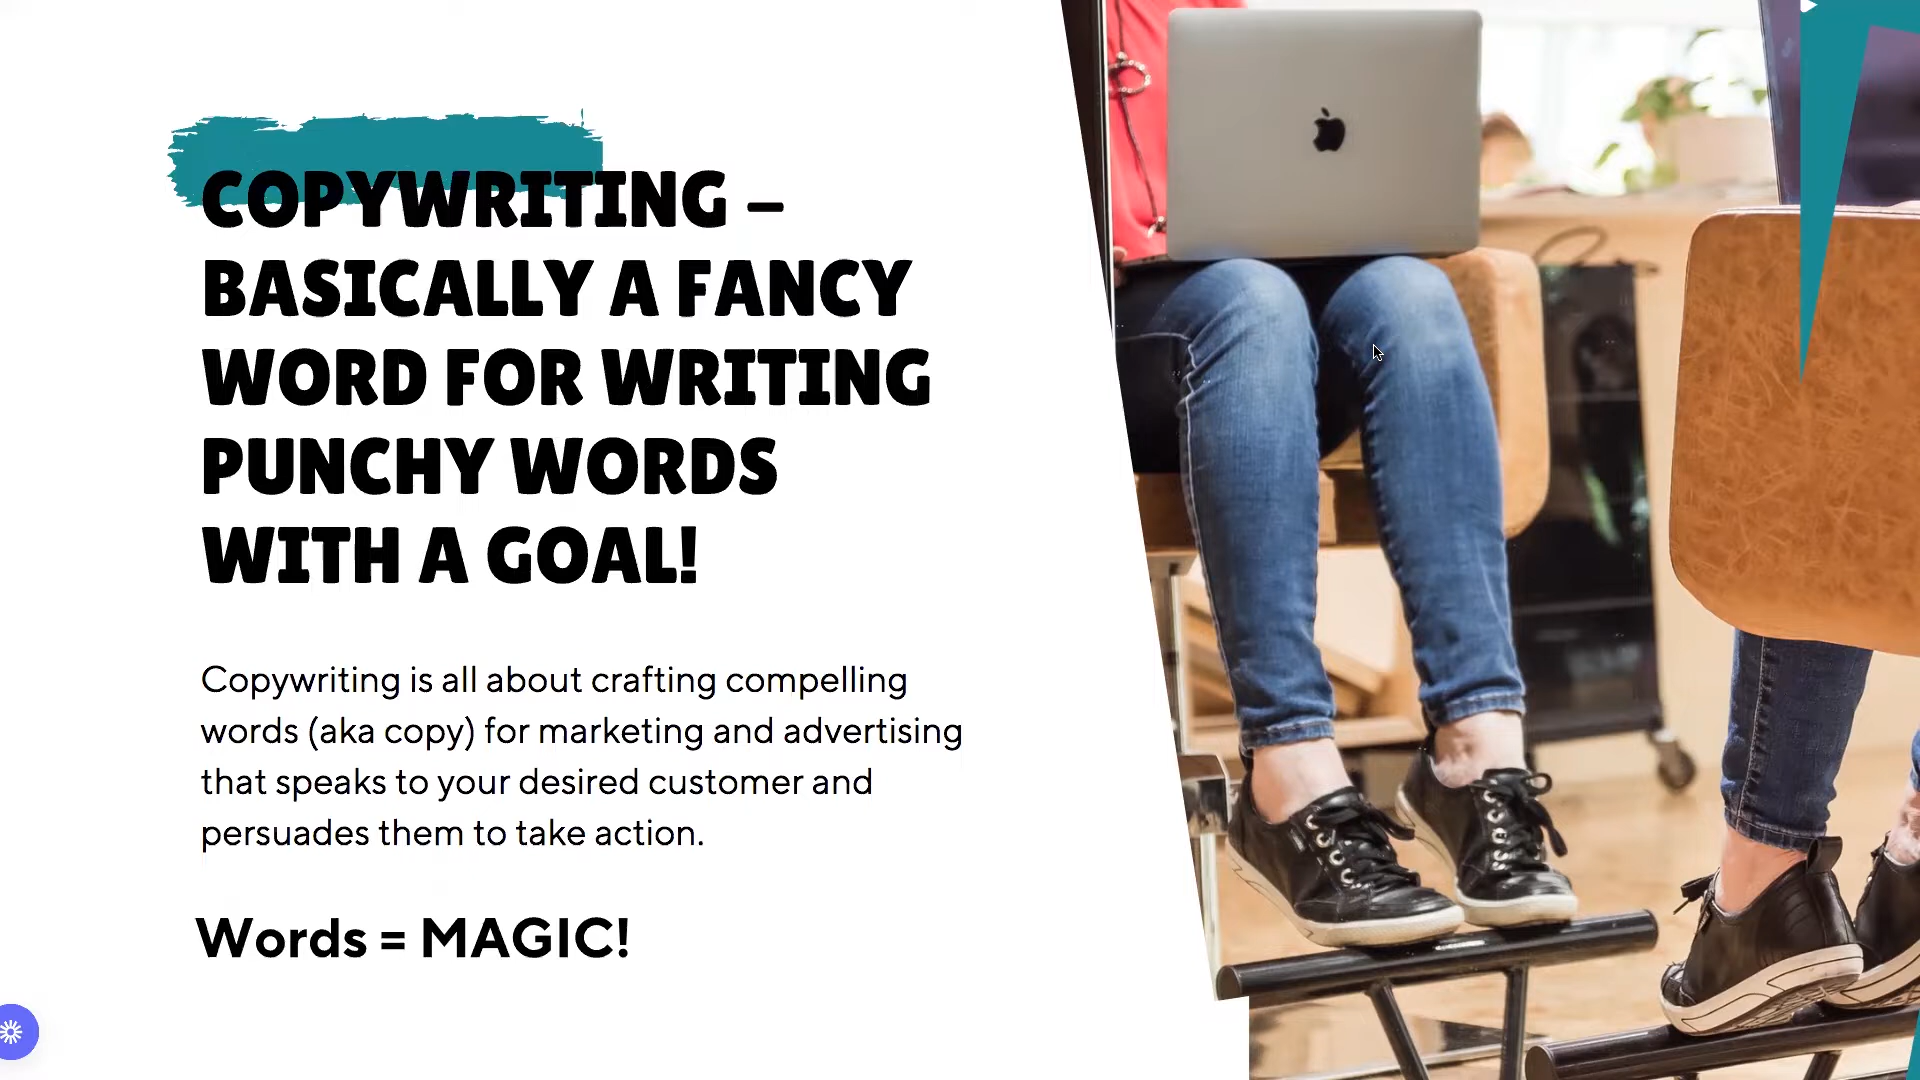 COPYWRITING –
BASICALLY A FANCY
WORD FOR WRITING
PUNCHY WORDS
WITH A GOAL!
Copywriting is all about crafting compelling
words (aka copy) for marketing and advertising
that speaks to your desired customer and
persuades them to take action.
Words = MAGIC!